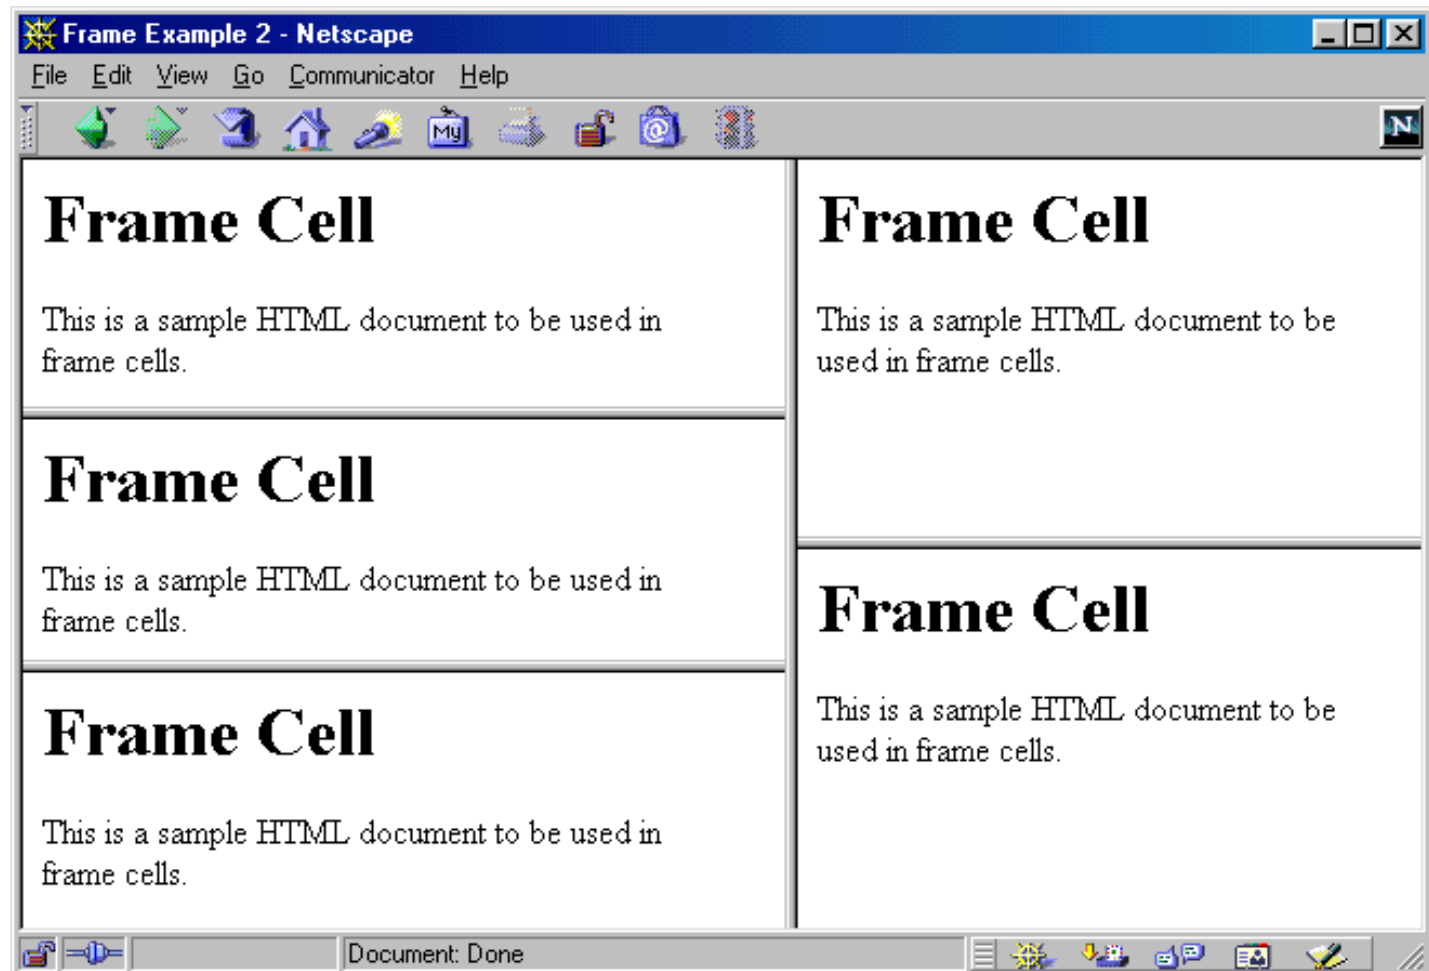 Frame Example 2 - Netscape
File Edit View Go Communicator Help
My
N
Frame Cell
This is a sample HTML document to be used in
frame cells.
Frame Cell
This is a sample HTML document to be used in
frame cells.
Frame Cell
This is a sample HTML document to be used in
frame cells.
Frame Cell
This is a sample HTML document to be
used in frame cells.
Frame Cell
This is a sample HTML document to be
used in frame cells.
Document: Done